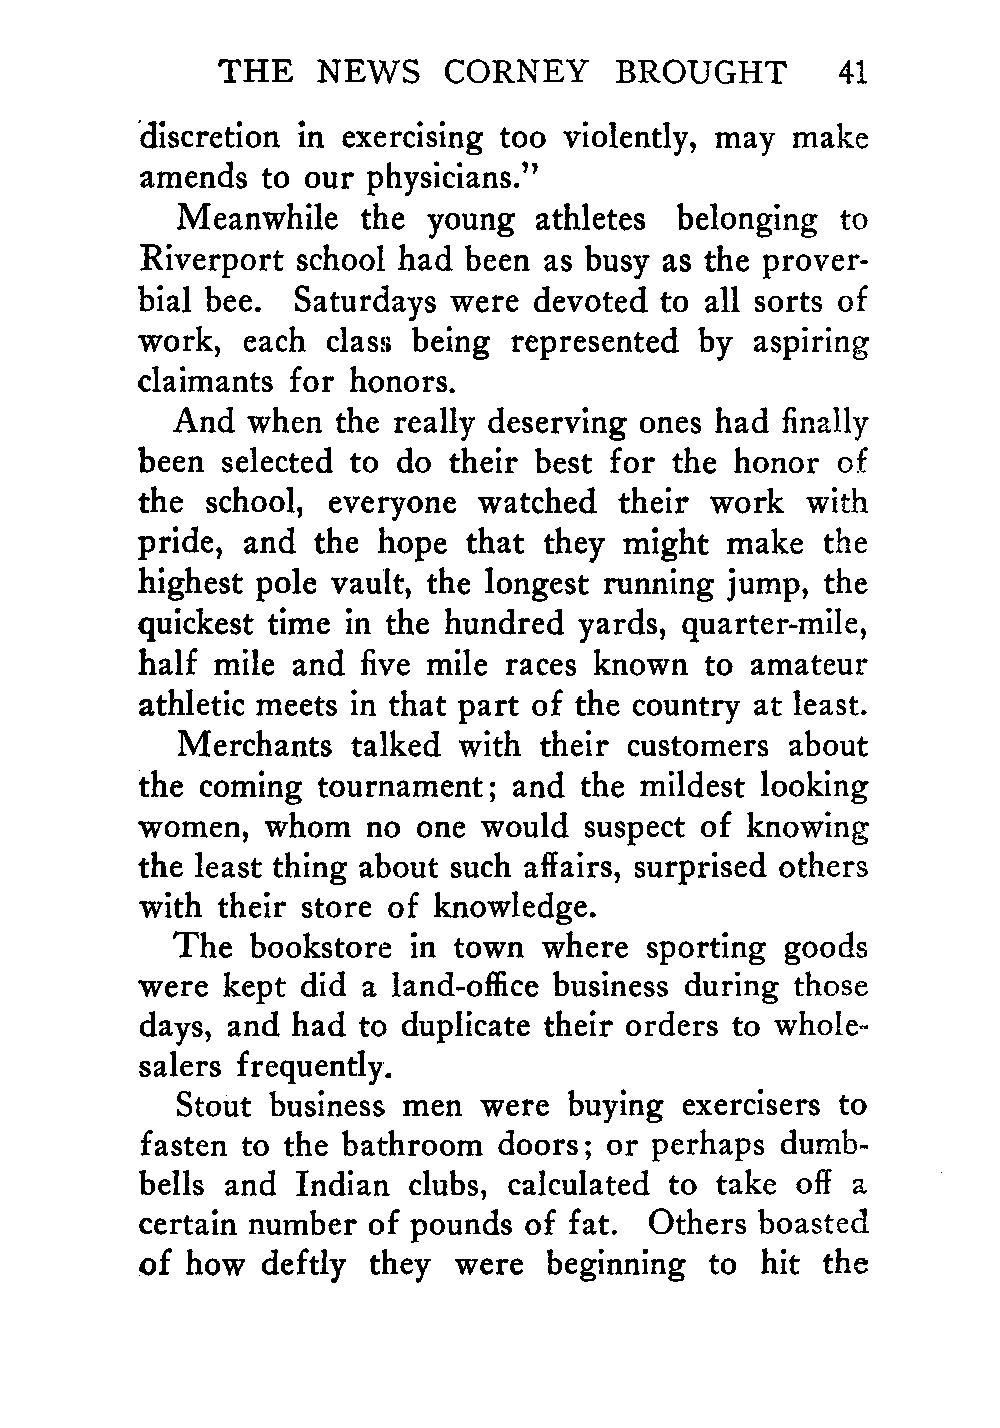 THE NEWS CORNEY BROUGHT 41
discretion in exercising too violently, may make
amends to our physicians."
Meanwhile the young athletes belonging to
Riverport school had been as busy as the prover-
bial bee. Saturdays were devoted to all sorts of
work, each class being represented by aspiring
claimants for honors.
And when the really deserving ones had finally
been selected to do their best for the honor of
the school, everyone watched their work with
pride, and the hope that they might make the
highest pole vault, the longest running jump, the
quickest time in the hundred yards, quarter-mile,
half mile and five mile races known to amateur
athletic meets in that part of the country at least.
Merchants talked with their customers about
the coming tournament; and the mildest looking
women, whom no one would suspect of knowing
the least thing about such affairs, surprised others
with their store of knowledge.
The bookstore in town where sporting goods
were kept did a land-office business during those
days, and had to duplicate their orders to whole-
salers frequently.
Stout business men were buying exercisers to
fasten to the bathroom doors; or perhaps dumb-
bells and Indian clubs, calculated to take off a
certain number of pounds of fat. Others boasted
of how deftly they were beginning to hit the